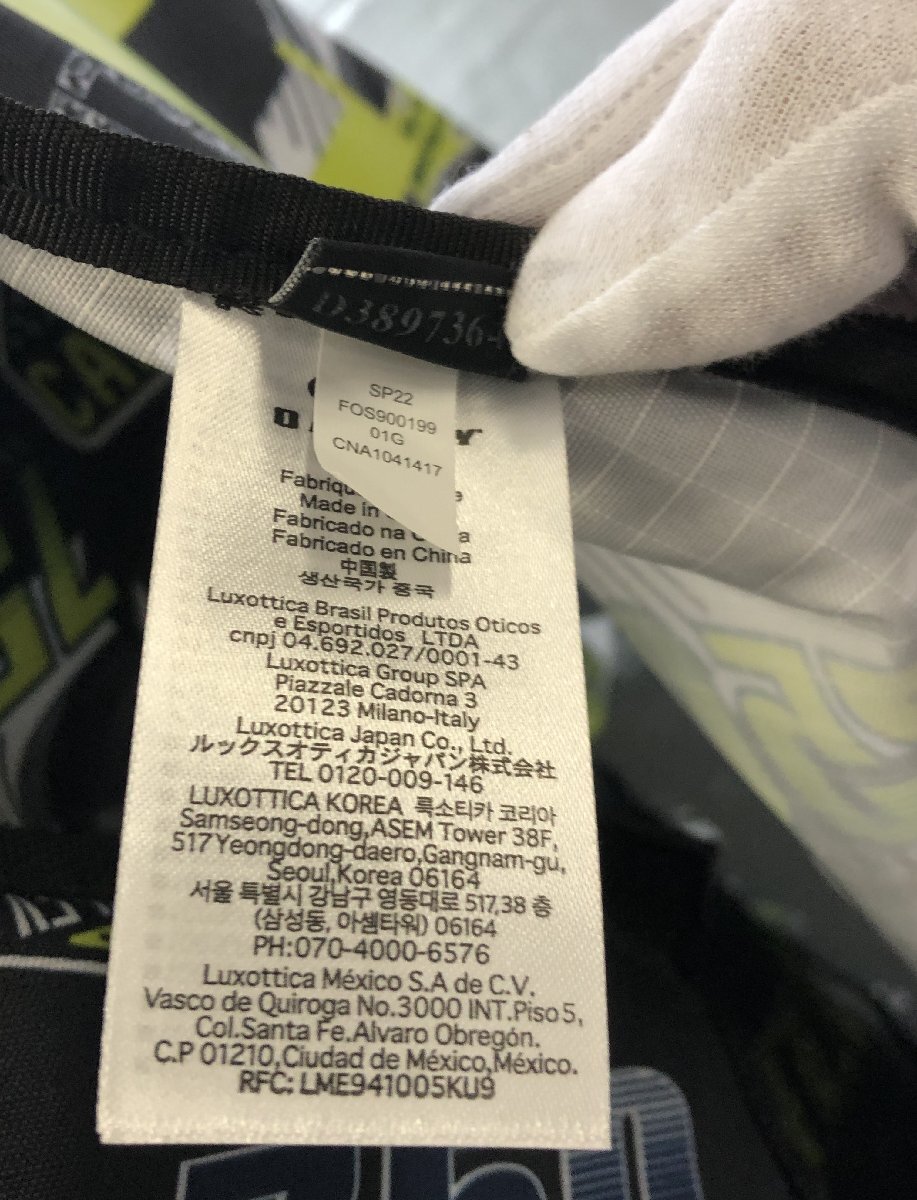 D.389736-
SP22
FOS900199
01G
CNA1041417
Made in
Fabricado na
Fabricado en China
中国製
생산국가 중국
Luxottica Brasil Produtos Oticos
e Esportidos LTDA
cnpj 04.692.027/0001-43
Luxottica Group SPA
Piazzale Cadorna 3
20123 Milano-Italy
Luxottica Japan Co., Ltd.
ルックスオティカジャパン株式会社
TEL 0120-009-146
LUXOTTICA KOREA 룩소티카 코리아
Samseong-dong,ASEM Tower 38F,
517 Yeongdong-daero,Gangnam-gu,
Seoul,Korea 06164
서울 특별시 강남구 영동대로 517,38 층
(삼성동, 아셈타워) 06164
PH:070-4000-6576
Luxottica México S.A de C.V.
Vasco de Quiroga No.3000 INT.Piso 5,
Col.Santa Fe.Alvaro Obregón.
C.P 01210,Ciudad de México,México.
RFC: LME941005KU9